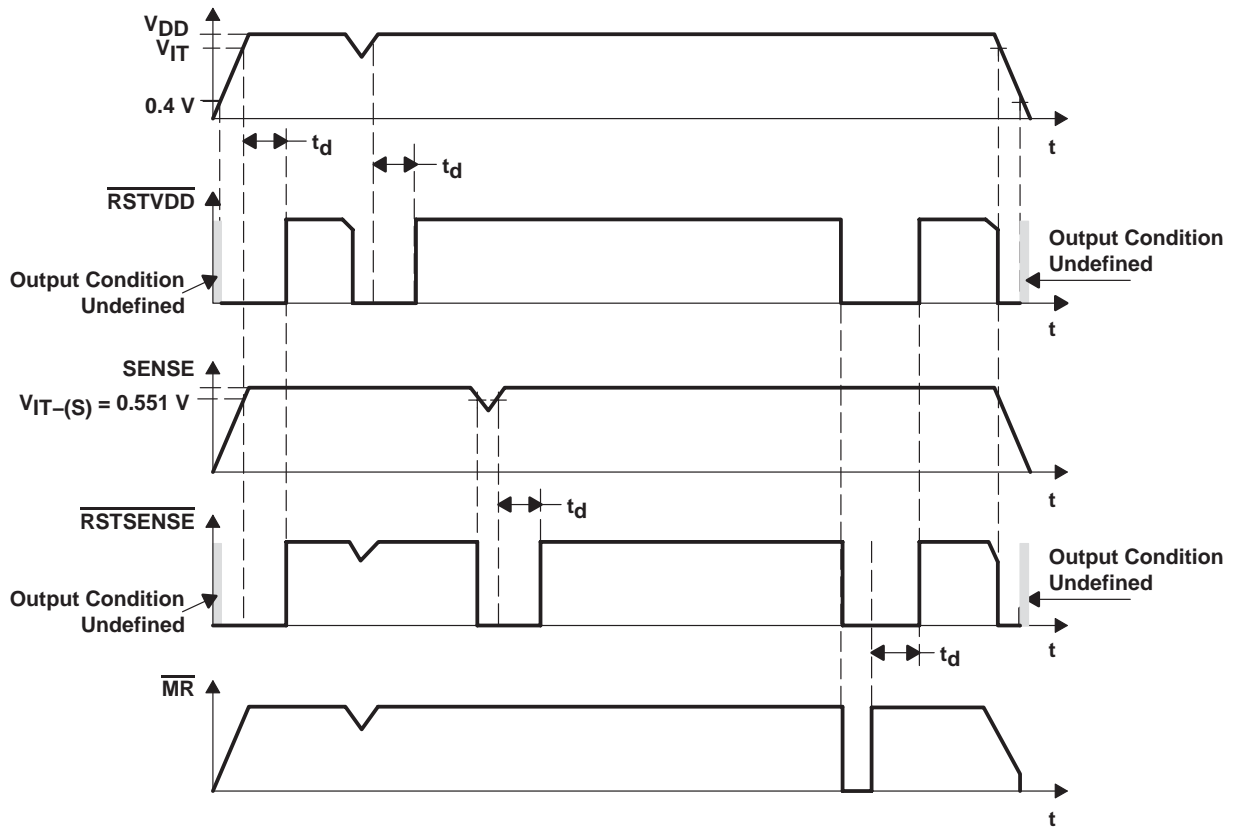 VDD
VIT
0.4 V
t
td
td
RSTVDD
Output Condition
Undefined
Output Condition
Undefined
t
SENSE
VIT–(S) = 0.551 V
t
td
RSTSENSE
Output Condition
Undefined
Output Condition
Undefined
t
td
MR
t